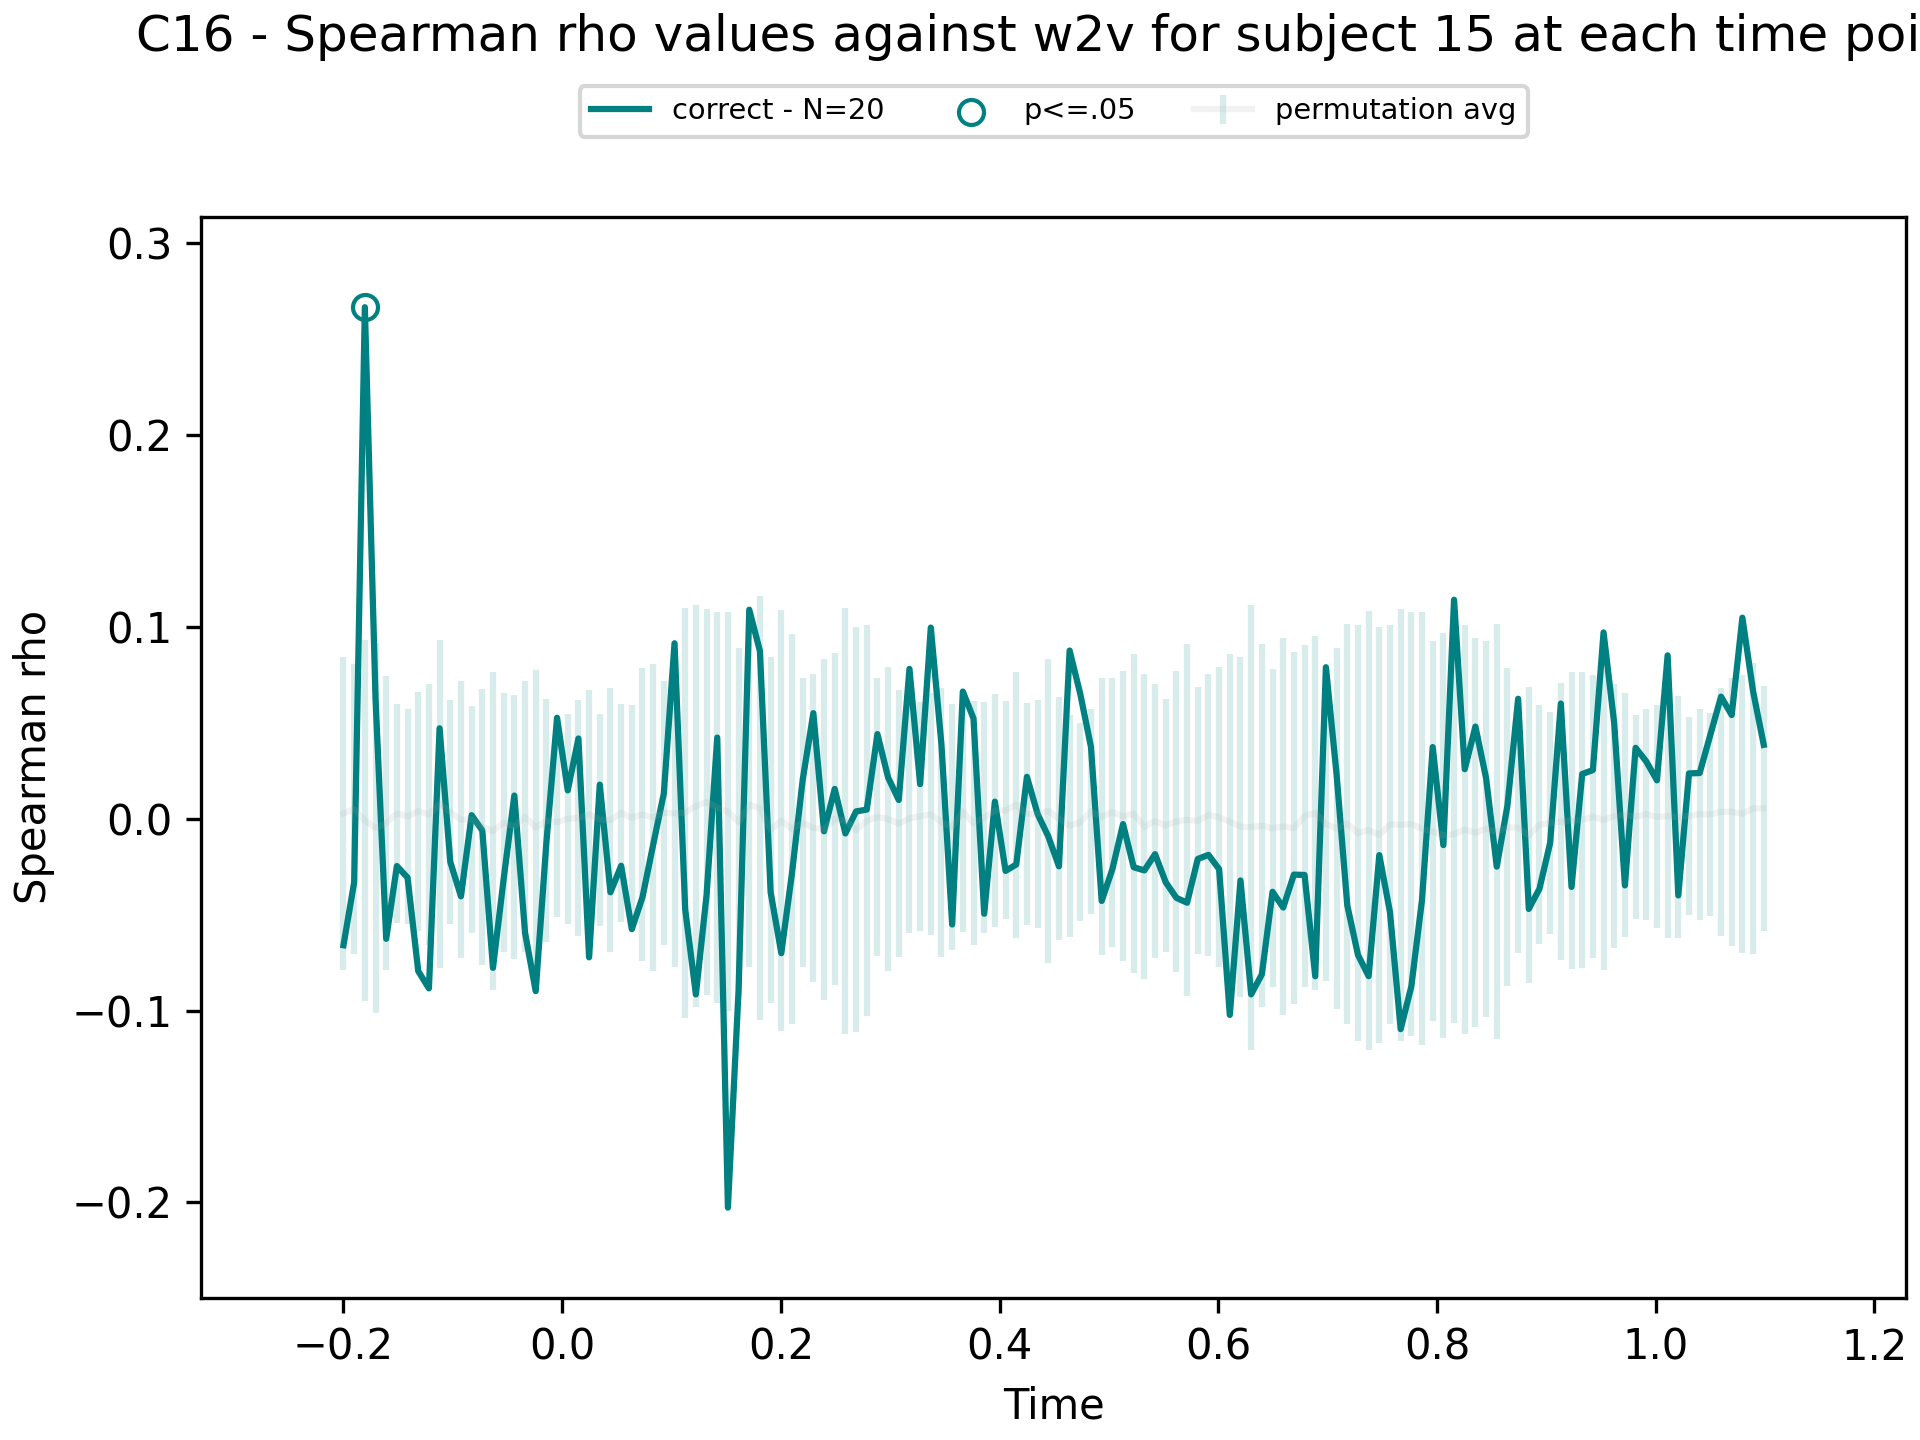 C16 - Spearman rho values against w2v for subject 15 at each time poi
correct - N=20 p<=.05 permutation avg
0.3
0.2
0.1
0.0
−0.1
−0.2
Spearman rho
−0.2 0.0 0.2 0.4 0.6 0.8 1.0 1.2
Time